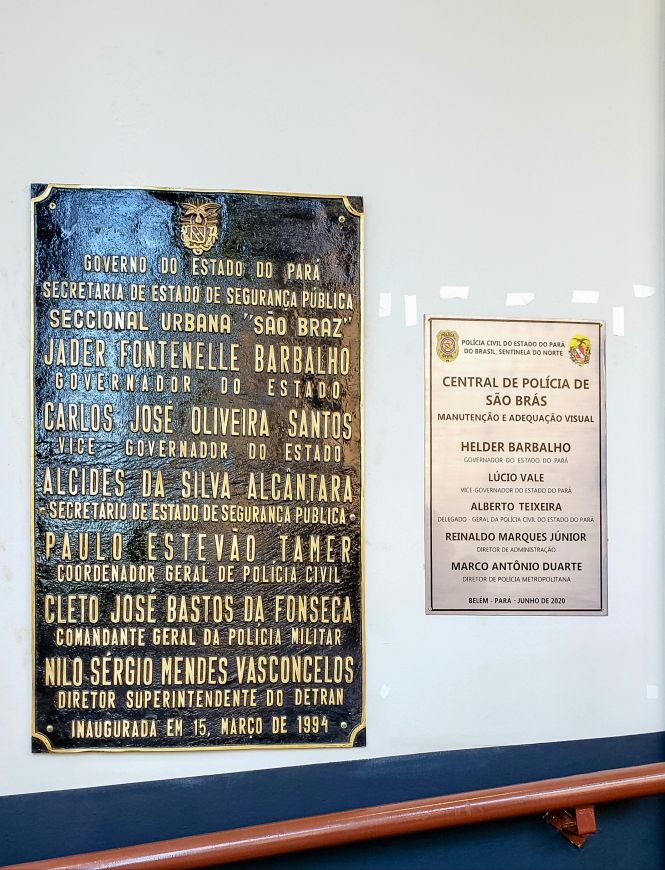 GOVERNO DO ESTADO DO PARÁ
SECRETARIA DE ESTADO DE SEGURANÇA PÚBLICA
SECCIONAL URBANA "SÃO BRAZ"
JADER FONTENELLE BARBALHO
GOVERNADOR DO ESTADO
CARLOS JOSÉ OLIVEIRA SANTOS
VICE GOVERNADOR DO ESTADO
ALCIDES DA SILVA ALCÂNTARA
SECRETÁRIO DE ESTADO DE SEGURANÇA PÚBLICA
PAULO ESTEVÃO TAMER
COORDENADOR GERAL DE POLÍCIA CIVIL
CLETO JOSÉ BASTOS DA FONSECA
COMANDANTE GERAL DA POLÍCIA MILITAR
NILO SÉRGIO MENDES VASCONCELOS
DIRETOR SUPERINTENDENTE DO DETRAN
INAUGURADA EM 15, MARÇO DE 1994
POLÍCIA CIVIL DO ESTADO DO PARÁ
DO BRASIL, SENTINELA DO NORTE
CENTRAL DE POLÍCIA DE
SÃO BRÁS
MANUTENÇÃO E ADEQUAÇÃO VISUAL
HELDER BARBALHO
GOVERNADOR DO ESTADO DO PARÁ
LÚCIO VALE
VICE-GOVERNADOR DO ESTADO DO PARÁ
ALBERTO TEIXEIRA
DELEGADO - GERAL DA POLÍCIA CIVIL DO ESTADO DO PARÁ
REINALDO MARQUES JÚNIOR
DIRETOR DE ADMINISTRAÇÃO
MARCO ANTÔNIO DUARTE
DIRETOR DE POLÍCIA METROPOLITANA
BELÉM - PARÁ - JUNHO DE 2020